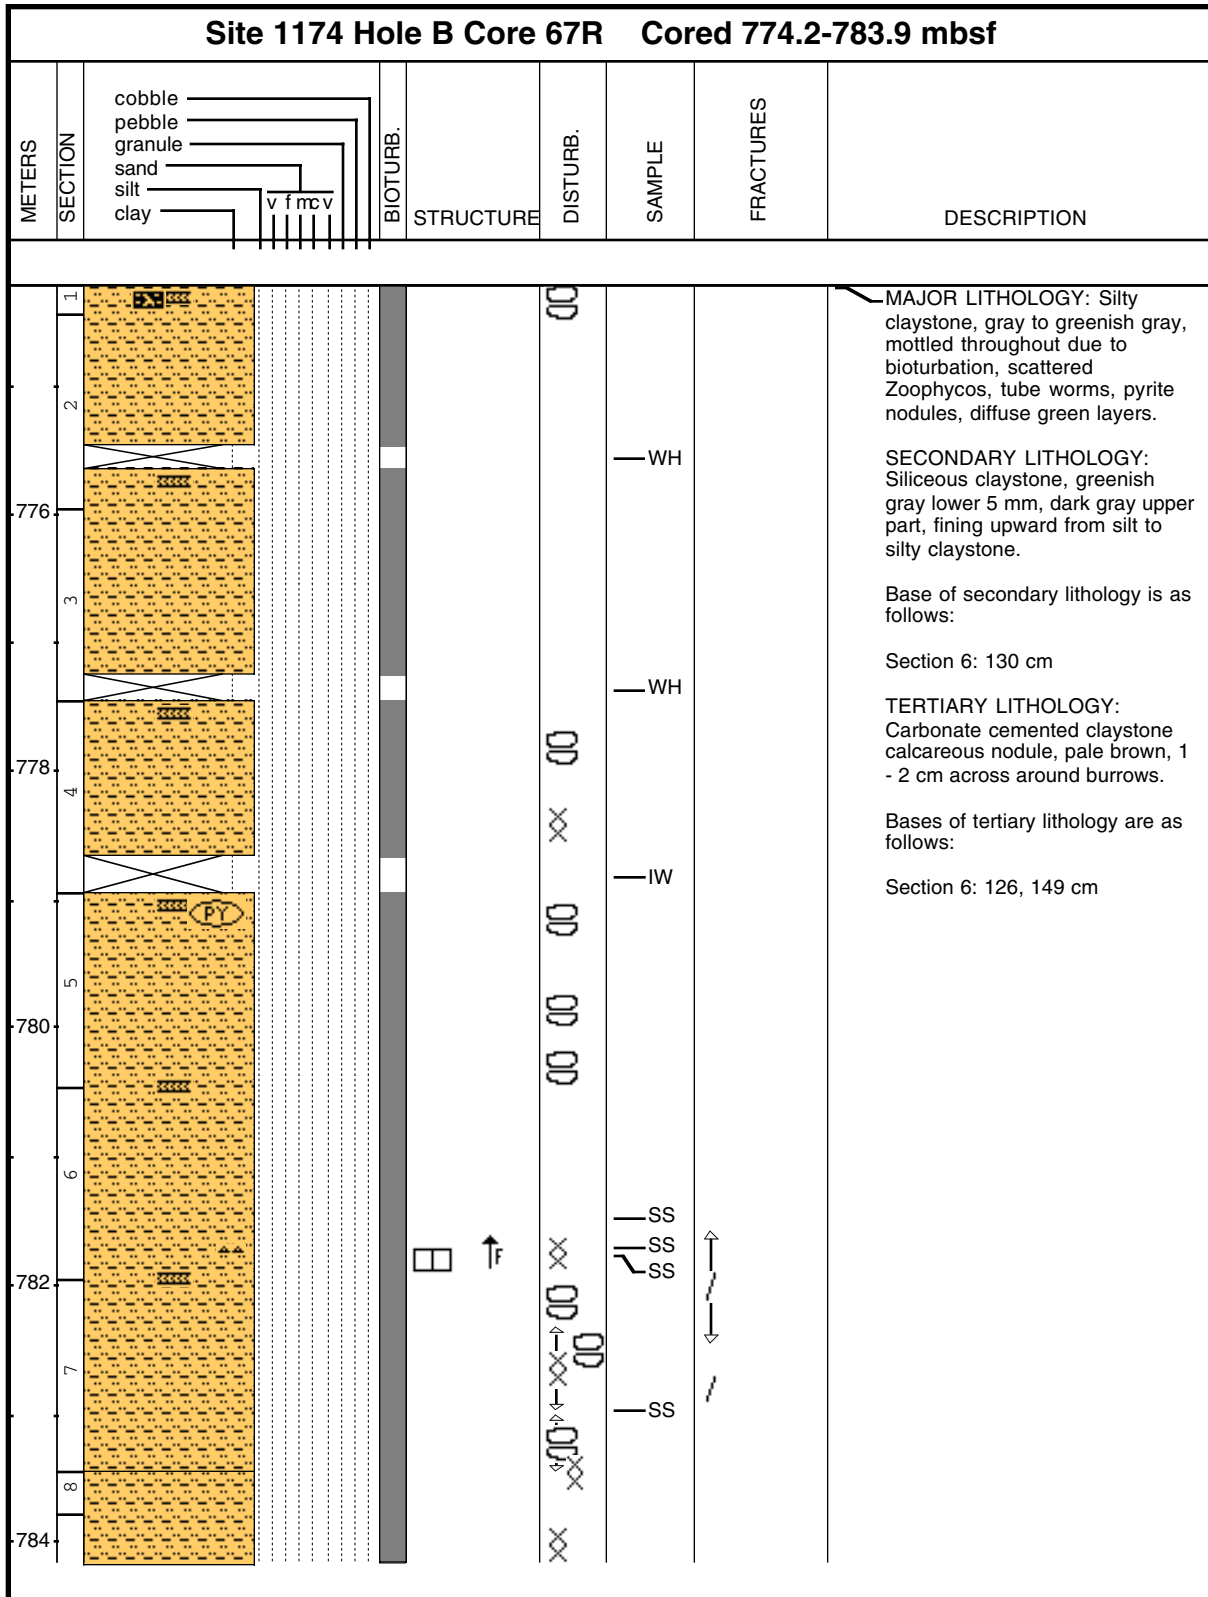 Site 1174 Hole B Core 67R Cored 774.2-783.9 mbsf
METERS
SECTION
cobble
pebble
granule
sand
silt
clay
v f m c v
BIOTURB.
STRUCTURE
DISTURB.
SAMPLE
FRACTURES
DESCRIPTION
1
2
3
4
5
6
7
8
776
778
780
782
784
PY
F
WH
WH
IW
SS
SS
SS
SS
MAJOR LITHOLOGY: Silty
claystone, gray to greenish gray,
mottled throughout due to
bioturbation, scattered
Zoophycos, tube worms, pyrite
nodules, diffuse green layers.
SECONDARY LITHOLOGY:
Siliceous claystone, greenish
gray lower 5 mm, dark gray upper
part, fining upward from silt to
silty claystone.
Base of secondary lithology is as
follows:
Section 6: 130 cm
TERTIARY LITHOLOGY:
Carbonate cemented claystone
calcareous nodule, pale brown, 1
- 2 cm across around burrows.
Bases of tertiary lithology are as
follows:
Section 6: 126, 149 cm